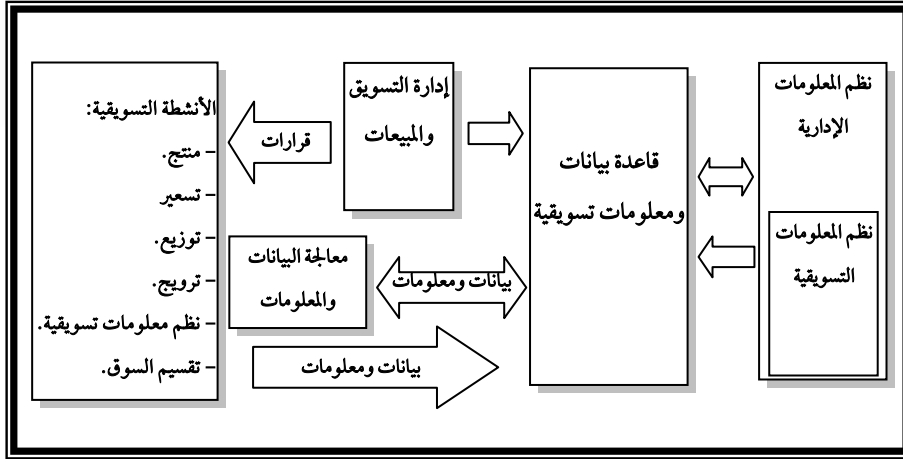 نظم المعلومات
الإدارية
نظم المعلومات
التسويقية
قاعدة بيانات
ومعلومات تسويقية
إدارة التسويق
والمبيعات
قرارات
معالجة البيانات
والمعلومات
بيانات ومعلومات
بيانات ومعلومات
الأنشطة التسويقية:
– منتج.
– تسعير
– توزيع.
– ترويج.
– نظم معلومات تسويقية.
– تقسيم السوق.